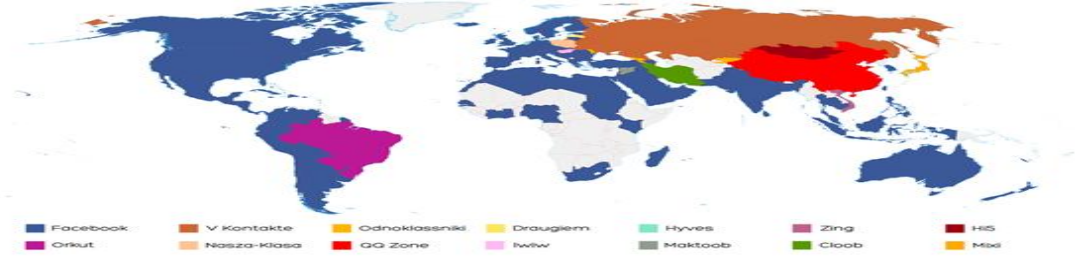 Facebook V Kontakte Odnoklassniki Draugiem Hyves Zing Hi5
Orkut Nasza-Klasa QQ Zone Iwiw Maktoob Cloob Mixi